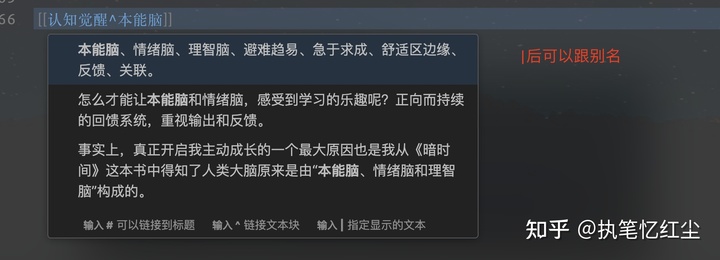 66 [[认知觉醒^本能脑]]
本能脑、情绪脑、理智脑、避难趋易、急于求成、舒适区边缘、
反馈、关联。
|后可以跟别名
怎么才能让本能脑和情绪脑，感受到学习的乐趣呢？正向而持续
的回馈系统，重视输出和反馈。
事实上，真正开启我主动成长的一个最大原因也是我从《暗时
间》这本书中得知了人类大脑原来是由“本能脑、情绪脑和理智
脑”构成的。
输入 # 可以链接到标题 输入 ^ 链接文本块 输入 | 指定显示的文本
知乎 @执笔忆红尘